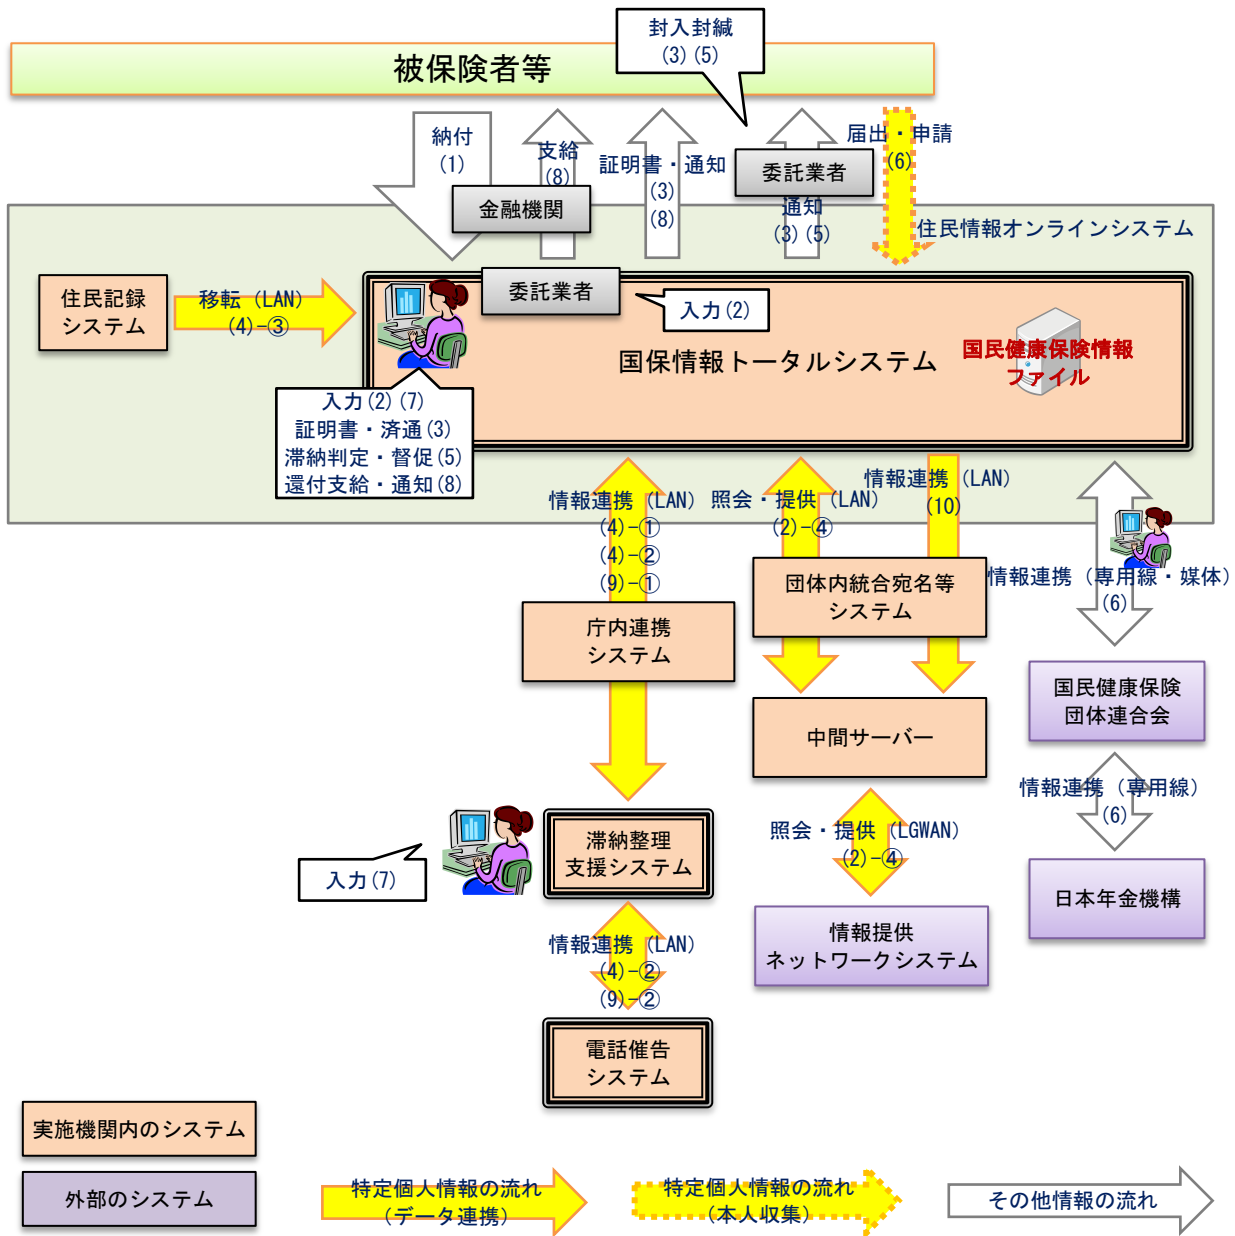 封入封緘
(3)(5)
被保険者等
納付
(1)
支給
(8)
証明書・通知
(3)
(8)
委託業者
通知
(3)(5)
届出・申請
(6)
金融機関
住民情報オンラインシステム
住民記録
システム
移転（LAN）
(4)-③
委託業者
入力(2)
国保情報トータルシステム
国民健康保険情報
ファイル
入力(2)(7)
証明書・済通(3)
滞納判定・督促(5)
還付支給・通知(8)
情報連携（LAN）
(4)-①
(4)-②
(9)-①
照会・提供（LAN）
(2)-④
情報連携（LAN）
(10)
情報連携（専用線・媒体）
(6)
庁内連携
システム
団体内統合宛名等
システム
国民健康保険
団体連合会
中間サーバー
情報連携（専用線）
(6)
照会・提供（LGWAN）
(2)-④
滞納整理
支援システム
入力(7)
日本年金機構
情報提供
ネットワークシステム
情報連携（LAN）
(4)-②
(9)-②
電話催告
システム
実施機関内のシステム
外部のシステム
特定個人情報の流れ
（データ連携）
特定個人情報の流れ
（本人収集）
その他情報の流れ